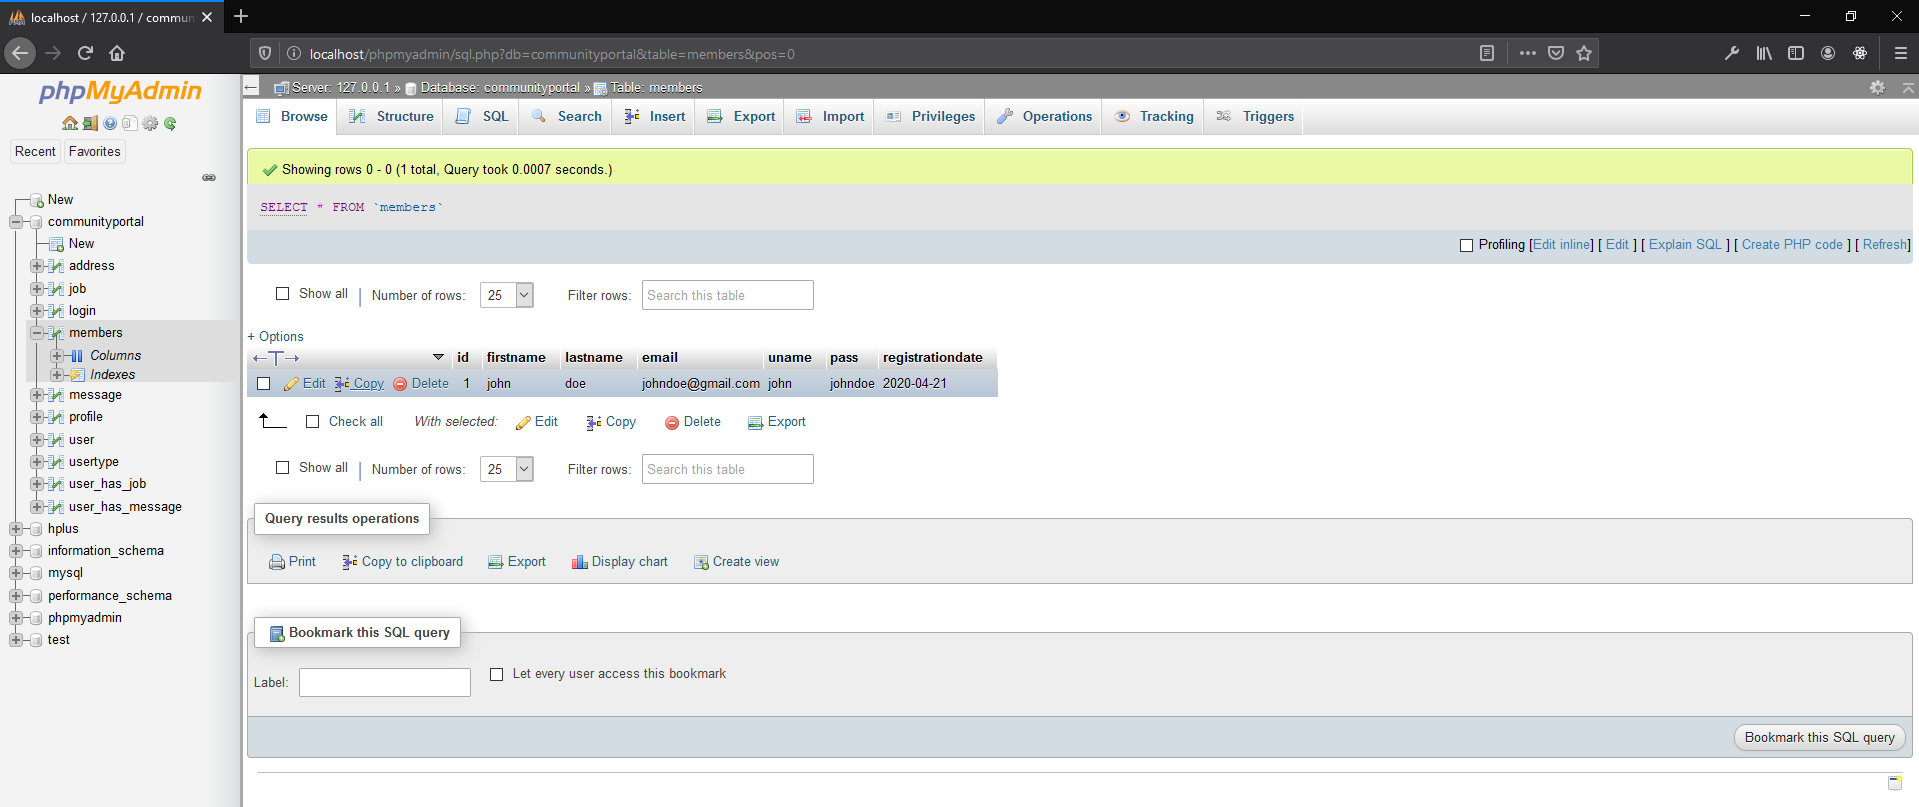 localhost / 127.0.0.1 / commun
localhost/phpmyadmin/sql.php?db=communityportal&table=members&pos=0
phpMyAdmin
Recent Favorites
New
communityportal
New
address
job
login
members
Columns
Indexes
message
profile
user
usertype
user_has_job
user_has_message
hplus
information_schema
mysql
performance_schema
phpmyadmin
test
Server: 127.0.0.1 » Database: communityportal » Table: members
Browse Structure SQL Search Insert Export Import Privileges Operations Tracking Triggers
Showing rows 0 - 0 (1 total, Query took 0.0007 seconds.)
SELECT * FROM `members`
Profiling [Edit inline] [ Edit ] [ Explain SQL ] [ Create PHP code ] [ Refresh]
Show all | Number of rows: 25 Filter rows: Search this table
+ Options
←T→ id firstname lastname email uname pass registrationdate
Edit Copy Delete 1 john doe johndoe@gmail.com john johndoe 2020-04-21
Check all With selected: Edit Copy Delete Export
Show all | Number of rows: 25 Filter rows: Search this table
Query results operations
Print Copy to clipboard Export Display chart Create view
Bookmark this SQL query
Label: Let every user access this bookmark
Bookmark this SQL query